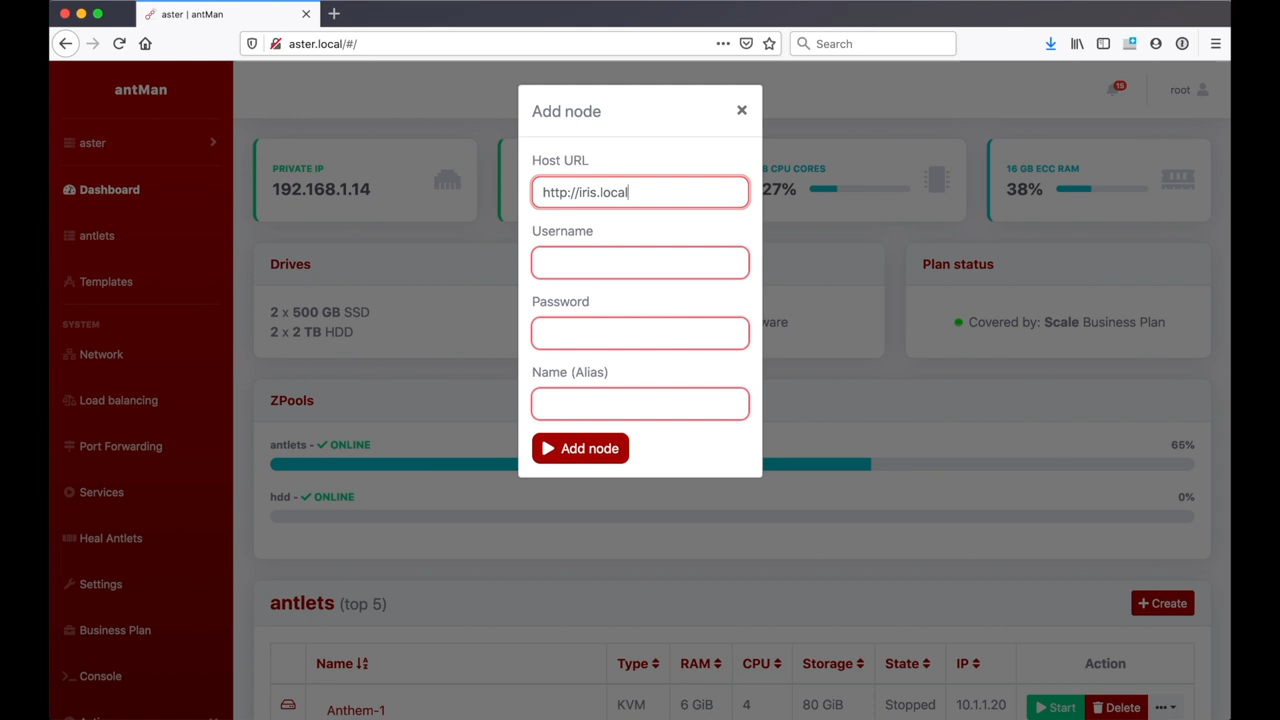 aster | antMan
aster.local/#/
Search
antMan
aster
Dashboard
antlets
Templates
SYSTEM
Network
Load balancing
Port Forwarding
Services
Heal Antlets
Settings
Business Plan
Console
15
root
PRIVATE IP
192.168.1.14
8 CPU CORES
27%
16 GB ECC RAM
38%
Drives
2 x 500 GB SSD
2 x 2 TB HDD
ware
Plan status
Covered by: Scale Business Plan
ZPools
antlets - ONLINE
65%
hdd - ONLINE
0%
antlets (top 5)
Create
Name Type RAM CPU Storage State IP Action
Anthem-1 KVM 6 GiB 4 80 GiB Stopped 10.1.1.20 Start Delete
Add node
Host URL
http://iris.local
Username
Password
Name (Alias)
Add node